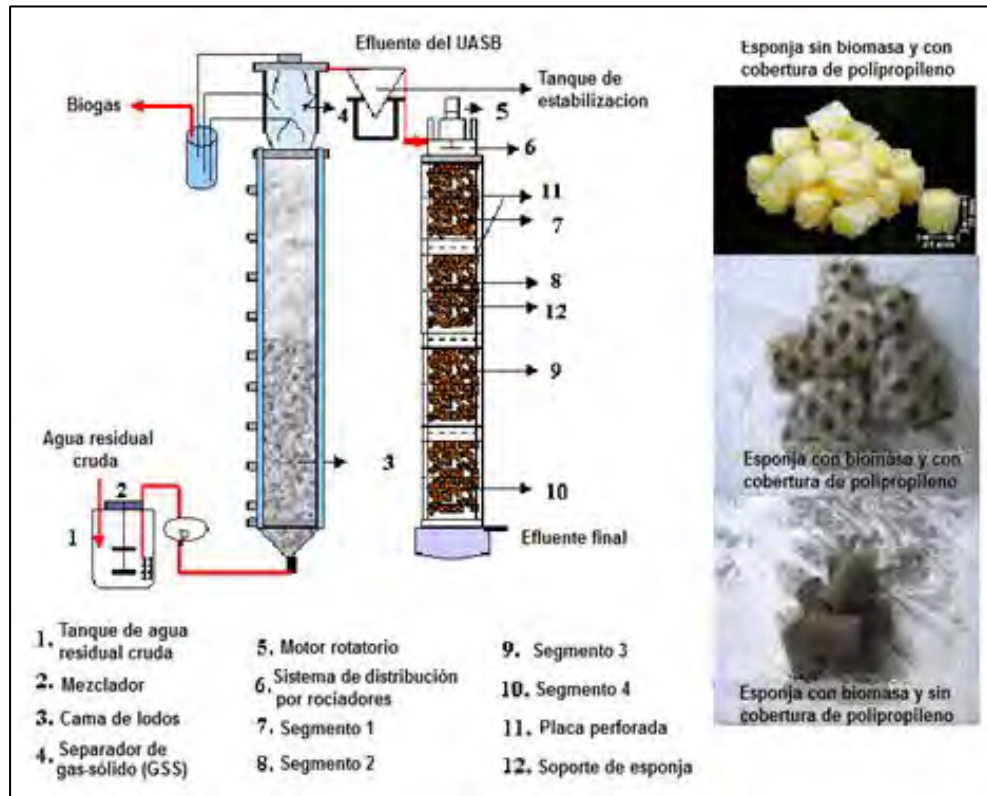 Efluente del UASB
Biogas
Tanque de
estabilizacion
4
5
6
11
7
8
12
9
3
10
Agua residual
cruda
2
1
P
Efluente final
1. Tanque de agua
residual cruda
2. Mezclador
3. Cama de lodos
4. Separador de
gas-sólido (GSS)
5. Motor rotatorio
6. Sistema de distribución
por rociadores
7. Segmento 1
8. Segmento 2
9. Segmento 3
10. Segmento 4
11. Placa perforada
12. Soporte de esponja
Esponja sin biomasa y con
cobertura de polipropileno
Esponja con biomasa y con
cobertura de polipropileno
Esponja con biomasa y sin
cobertura de polipropileno